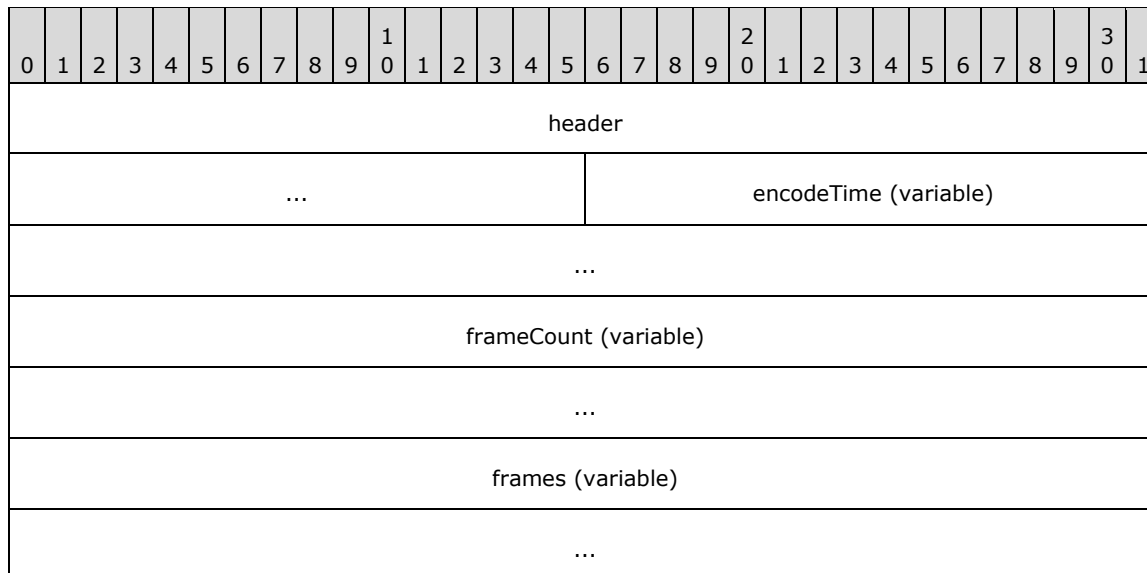 1 2 3
0 1 2 3 4 5 6 7 8 9 0 1 2 3 4 5 6 7 8 9 0 1 2 3 4 5 6 7 8 9 0 1
header
... encodeTime (variable)
...
frameCount (variable)
...
frames (variable)
...